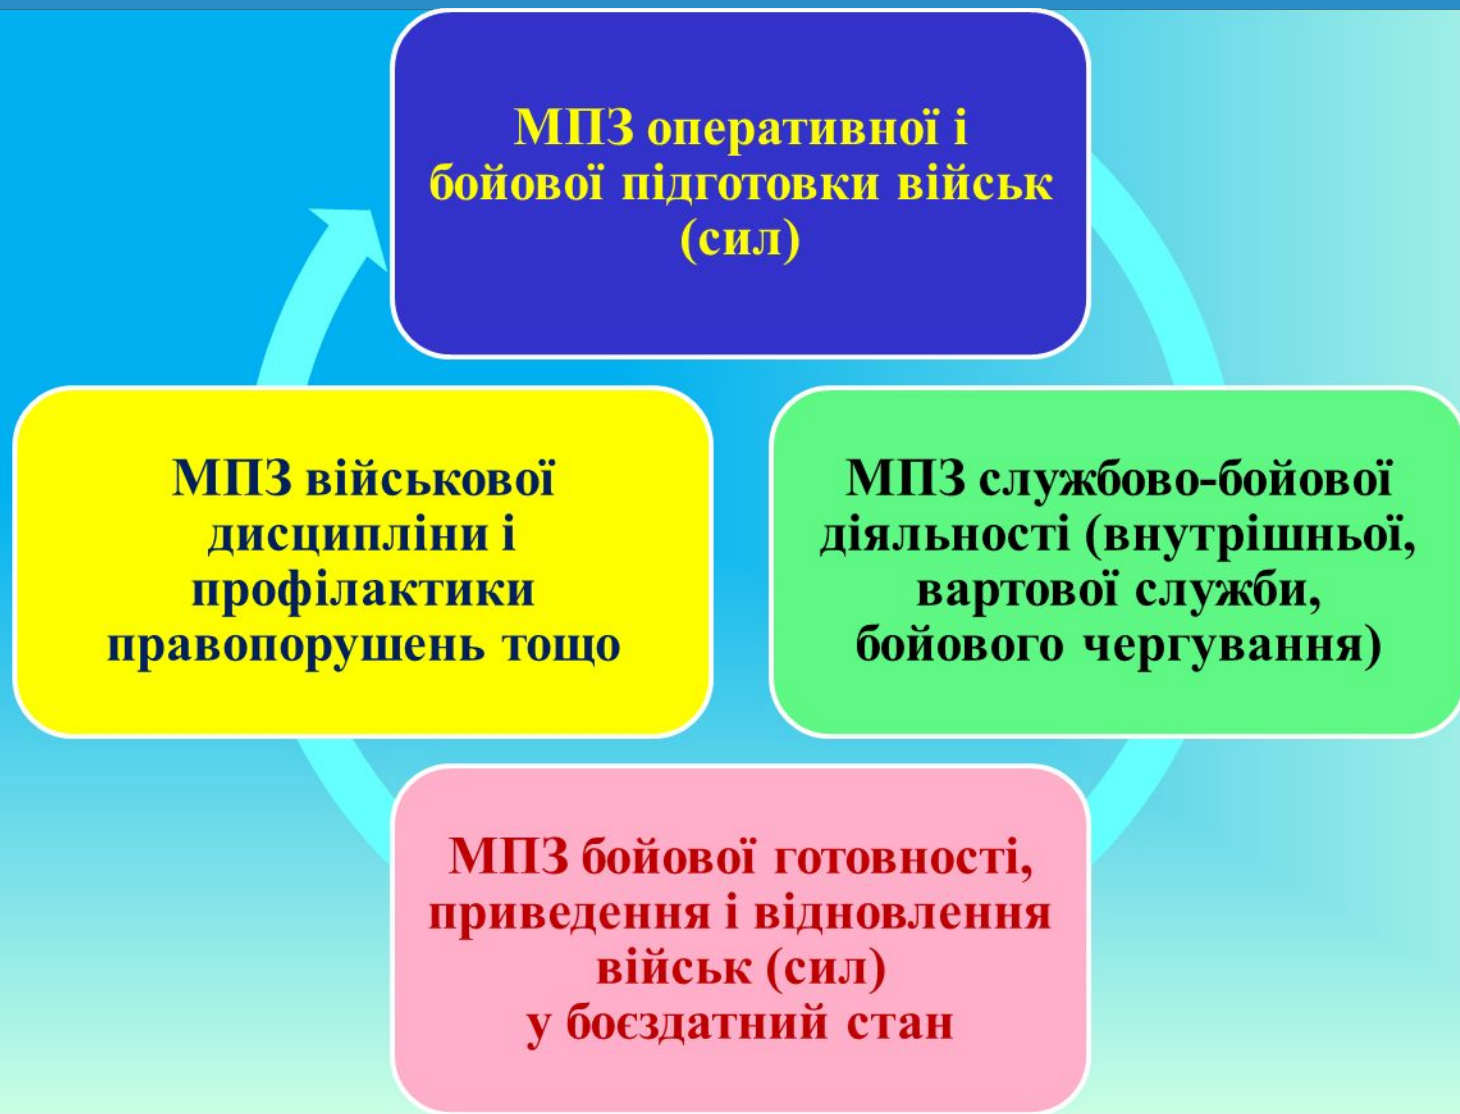 МПЗ оперативної і
бойової підготовки військ
(сил)
МПЗ військової
дисципліни і
профілактики
правопорушень тощо
МПЗ службово-бойової
діяльності (внутрішньої,
вартової служби,
бойового чергування)
МПЗ бойової готовності,
приведення і відновлення
військ (сил)
у боєздатний стан